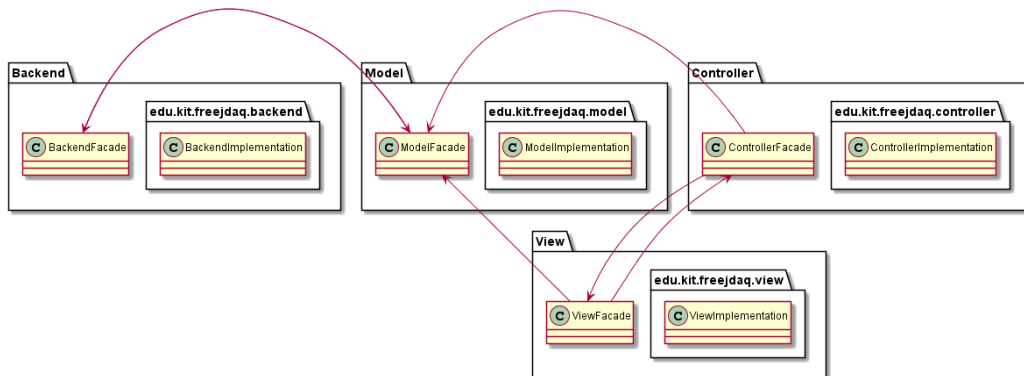 Backend
Model
Controller
edu.kit.freejdaq.backend
edu.kit.freejdaq.model
edu.kit.freejdaq.controller
C BackendFacade
C BackendImplementation
C ModelFacade
C ModelImplementation
C ControllerFacade
C ControllerImplementation
View
edu.kit.freejdaq.view
C ViewFacade
C ViewImplementation